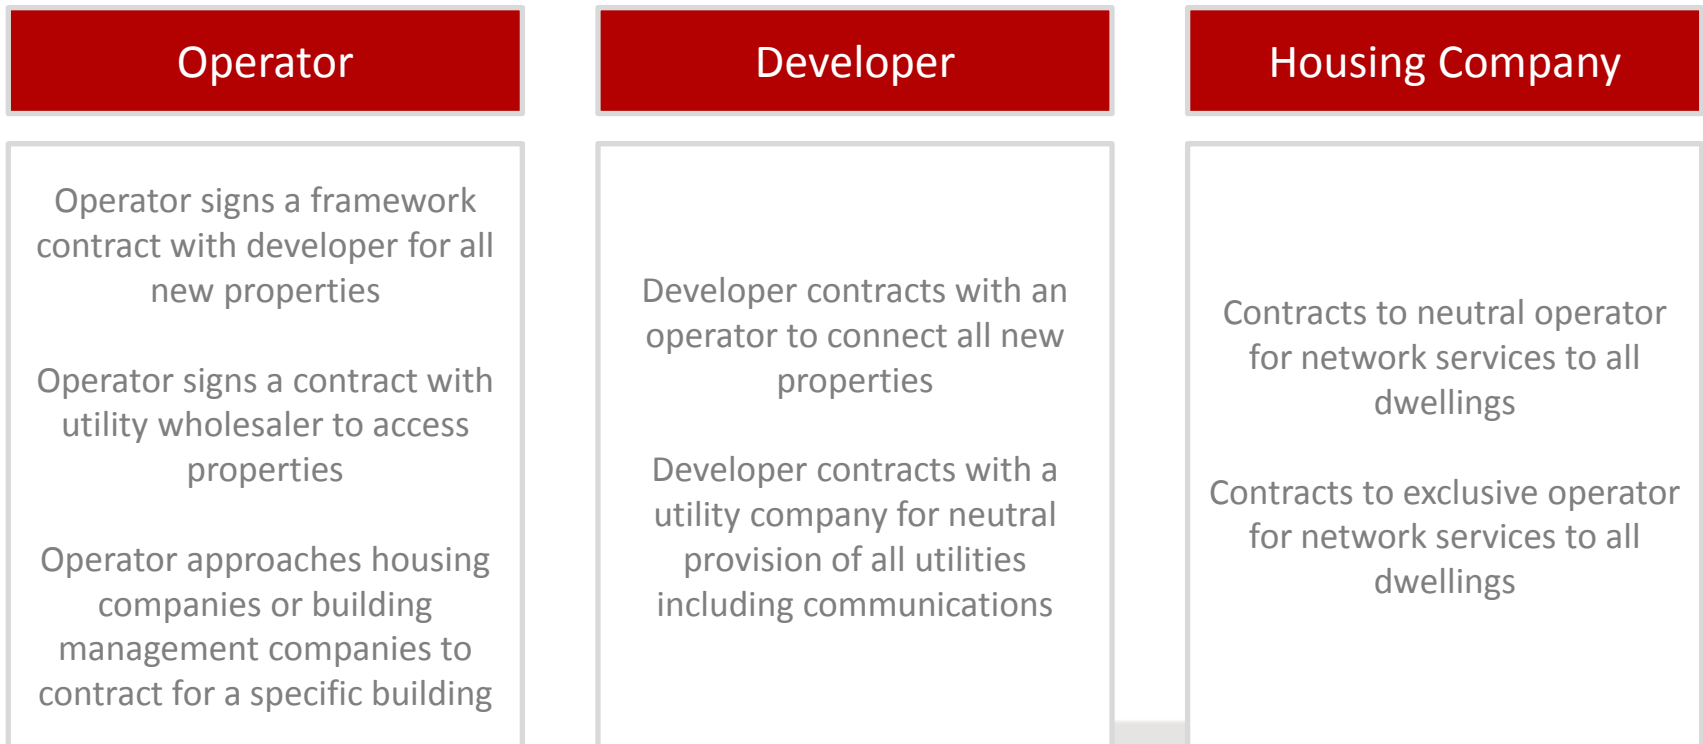 Operator
Operator signs a framework
contract with developer for all
new properties
Operator signs a contract with
utility wholesaler to access
properties
Operator approaches housing
companies or building
management companies to
contract for a specific building
Developer
Developer contracts with an
operator to connect all new
properties
Developer contracts with a
utility company for neutral
provision of all utilities
including communications
Housing Company
Contracts to neutral operator
for network services to all
dwellings
Contracts to exclusive operator
for network services to all
dwellings